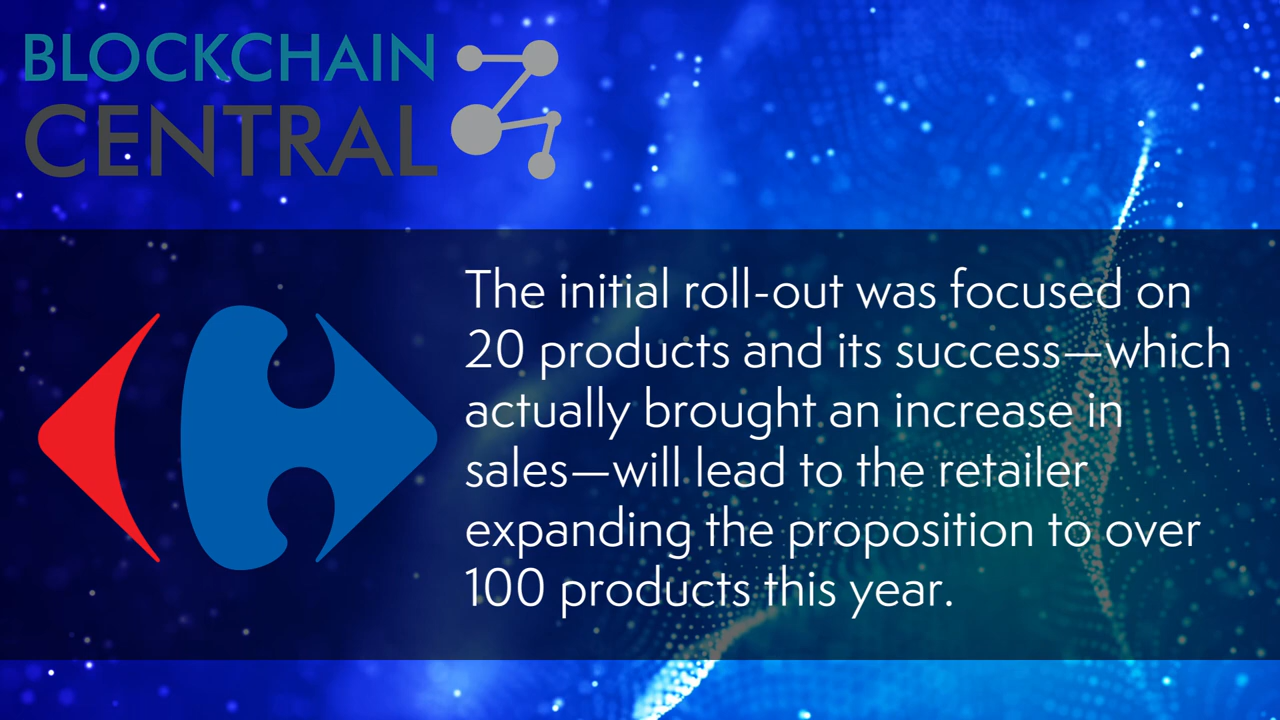 BLOCKCHAIN
CENTRAL
The initial roll-out was focused on
20 products and its success—which
actually brought an increase in
sales—will lead to the retailer
expanding the proposition to over
100 products this year.